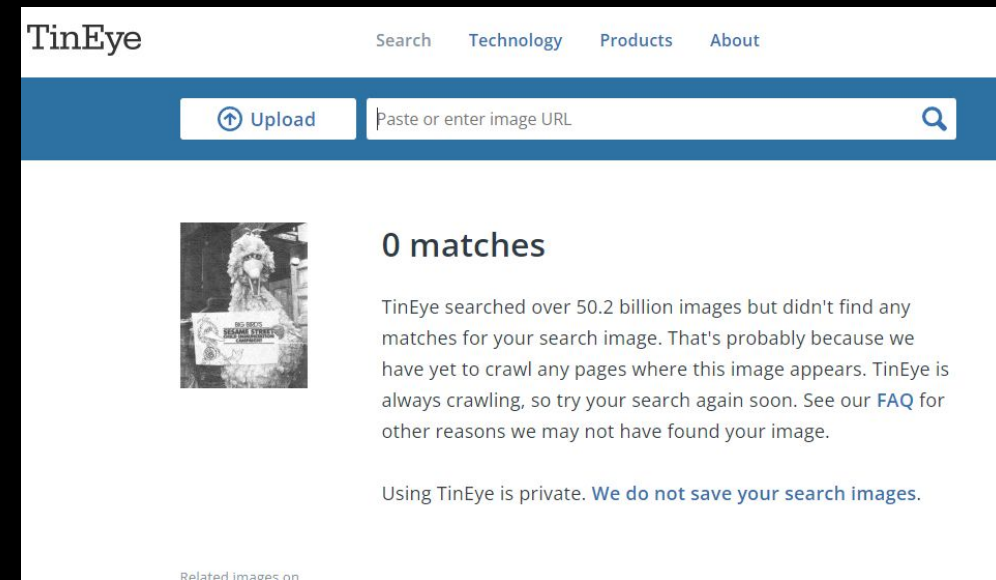 TinEye
Search Technology Products About
Upload
Paste or enter image URL
0 matches
TinEye searched over 50.2 billion images but didn't find any
matches for your search image. That's probably because we
have yet to crawl any pages where this image appears. TinEye is
always crawling, so try your search again soon. See our FAQ for
other reasons we may not have found your image.
Using TinEye is private. We do not save your search images.
BIG BIRD'S
SESAME STREET
CHILD IMMUNIZATION
CAMPAIGN!
Related images on